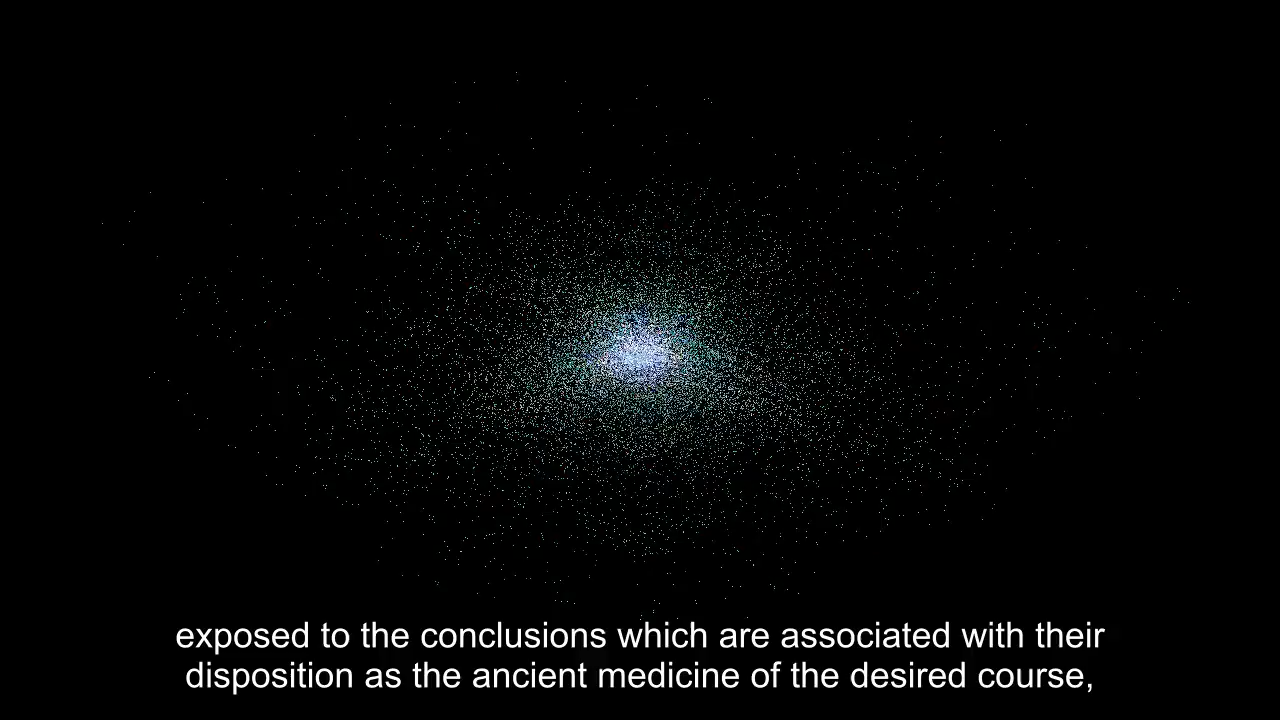 exposed to the conclusions which are associated with their
disposition as the ancient medicine of the desired course,